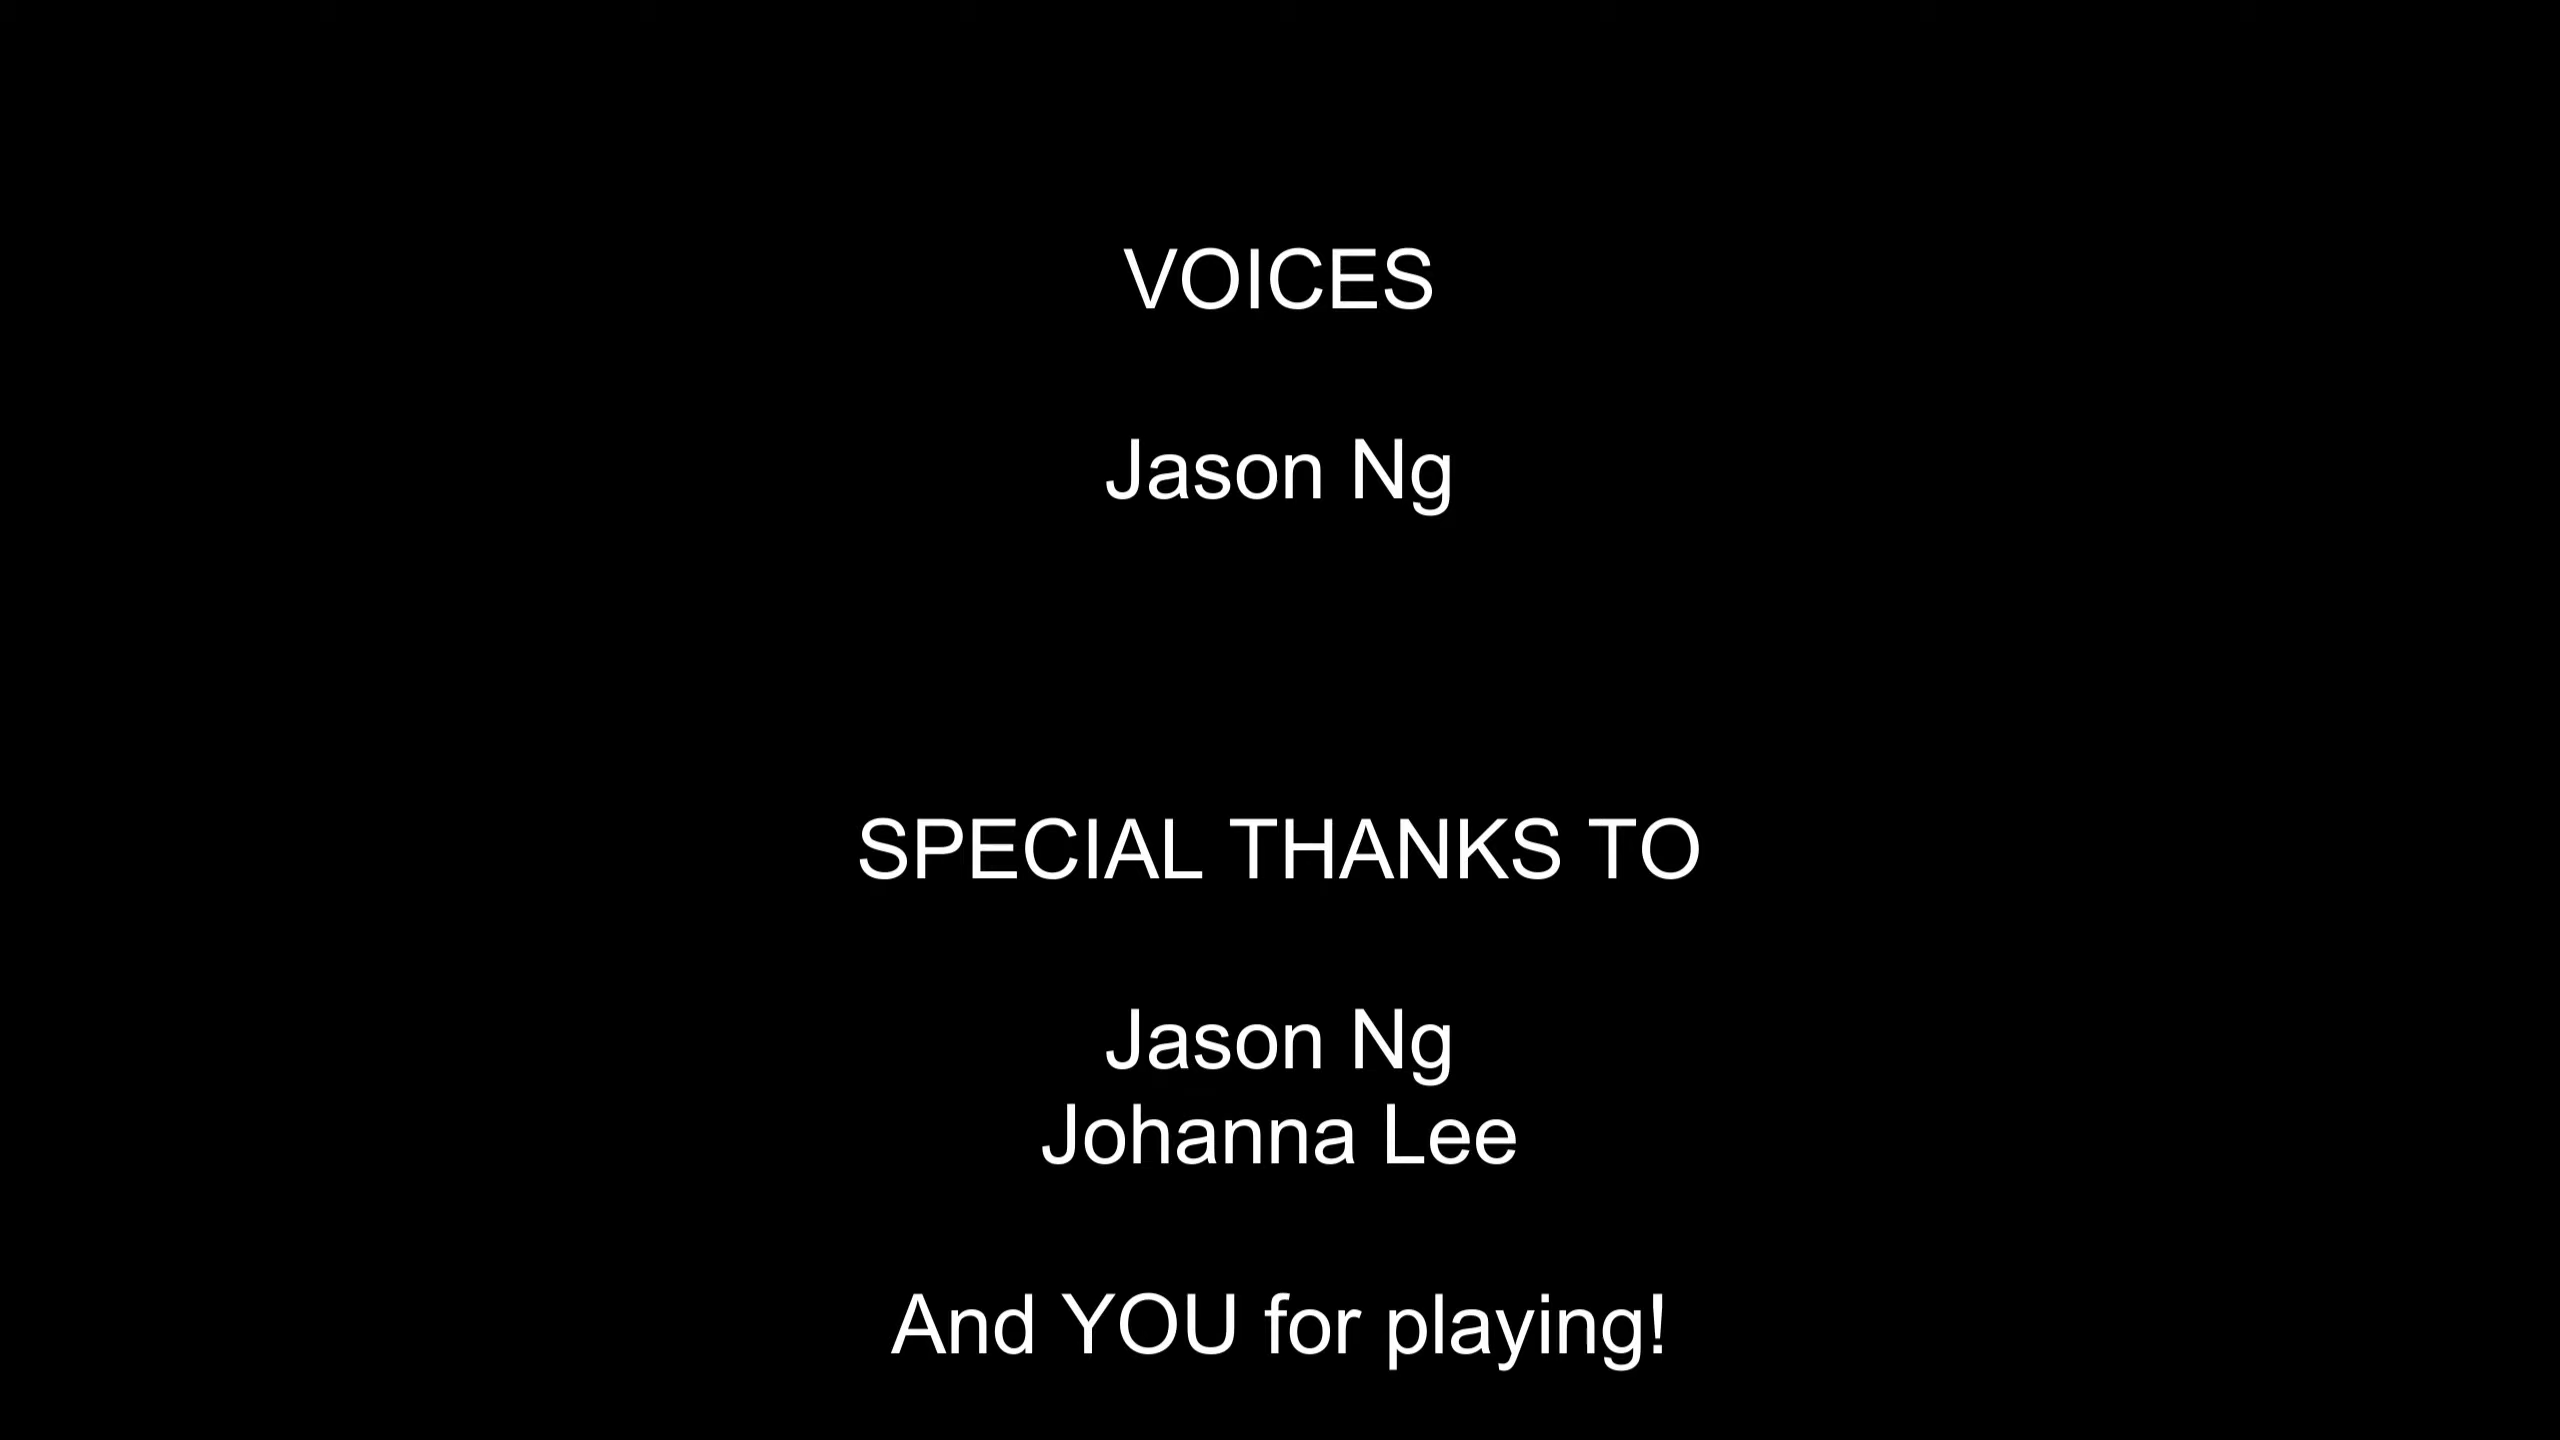 VOICES
Jason Ng
SPECIAL THANKS TO
Jason Ng
Johanna Lee
And YOU for playing!